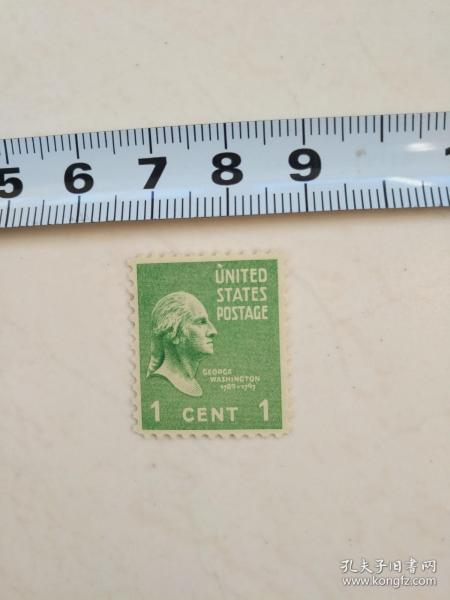 5 6 7 8 9 1
UNITED
STATES
POSTAGE
GEORGE
WASHINGTON
1789-1797
1 CENT 1
孔夫子旧书网
www.kongfz.com